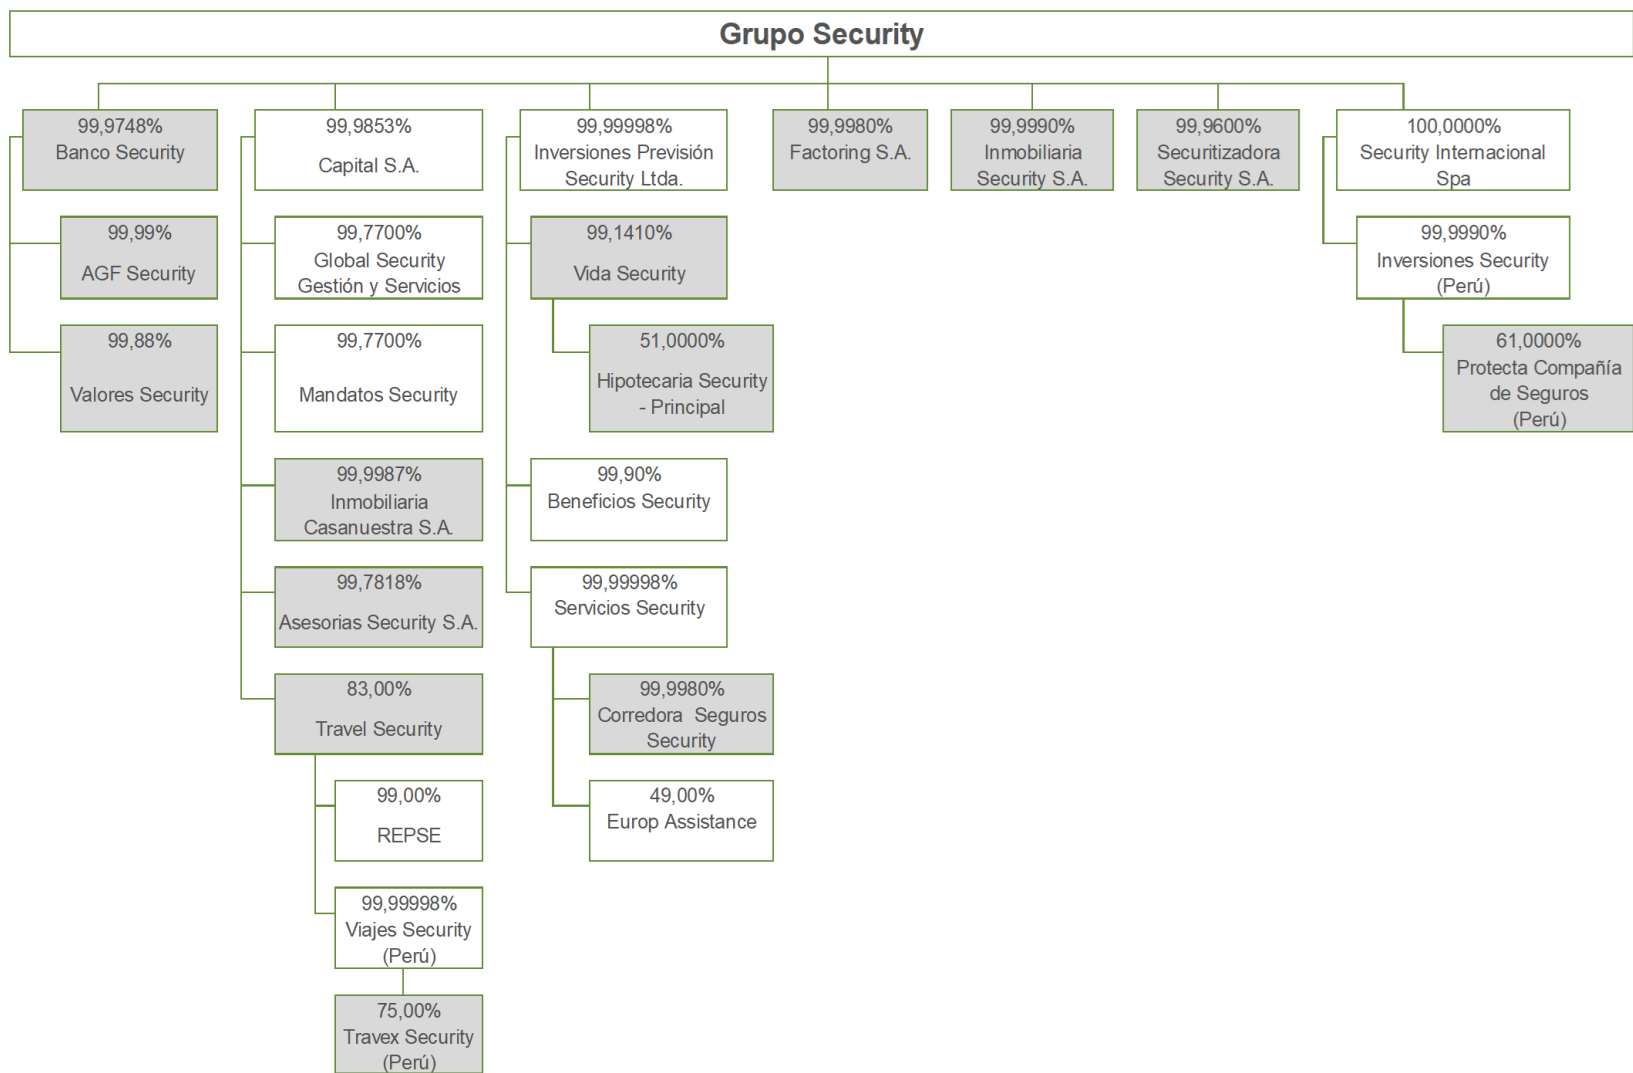 Grupo Security
99,9748%
Banco Security
99,99%
AGF Security
99,88%
Valores Security
99,9853%
Capital S.A.
99,7700%
Global Security
Gestión y Servicios
99,7700%
Mandatos Security
99,9987%
Inmobiliaria
Casanuestra S.A.
99,7818%
Asesorias Security S.A.
83,00%
Travel Security
99,00%
REPSE
99,99998%
Viajes Security
(Perú)
75,00%
Travex Security
(Perú)
99,99998%
Inversiones Previsión
Security Ltda.
99,1410%
Vida Security
51,0000%
Hipotecaria Security
- Principal
99,90%
Beneficios Security
99,99998%
Servicios Security
99,9980%
Corredora  Seguros
Security
49,00%
Europ Assistance
99,9980%
Factoring S.A.
99,9990%
Inmobiliaria
Security S.A.
99,9600%
Securitizadora
Security S.A.
100,0000%
Security Internacional
Spa
99,9990%
Inversiones Security
(Perú)
61,0000%
Protecta Compañía
de Seguros
(Perú)